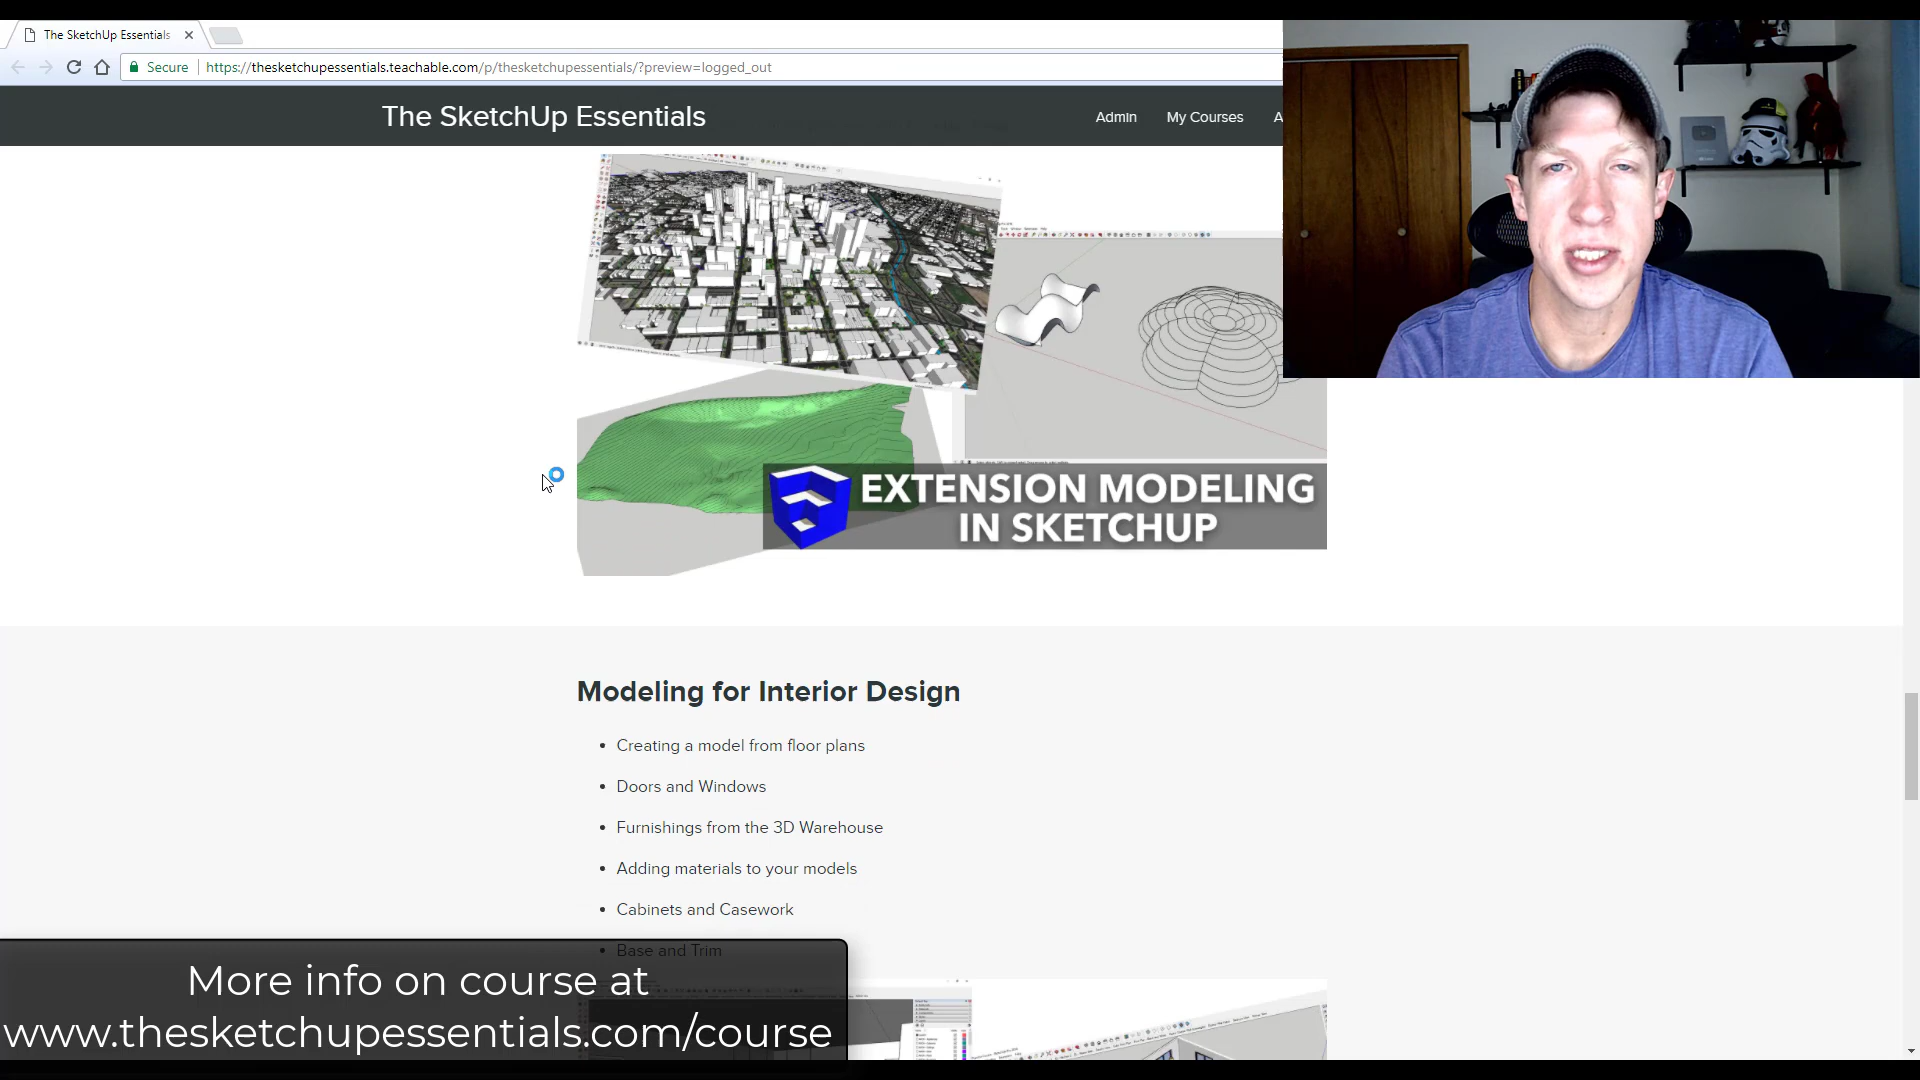 The SketchUp Essentials
Secure
https://thesketchupessentials.teachable.com/p/thesketchupessentials/?preview=logged_out
The SketchUp Essentials
Admin
My Courses
A
EXTENSION MODELING
IN SKETCHUP
Modeling for Interior Design
• Creating a model from floor plans
• Doors and Windows
• Furnishings from the 3D Warehouse
• Adding materials to your models
• Cabinets and Casework
• Base and Trim
More info on course at
www.thesketchupessentials.com/course